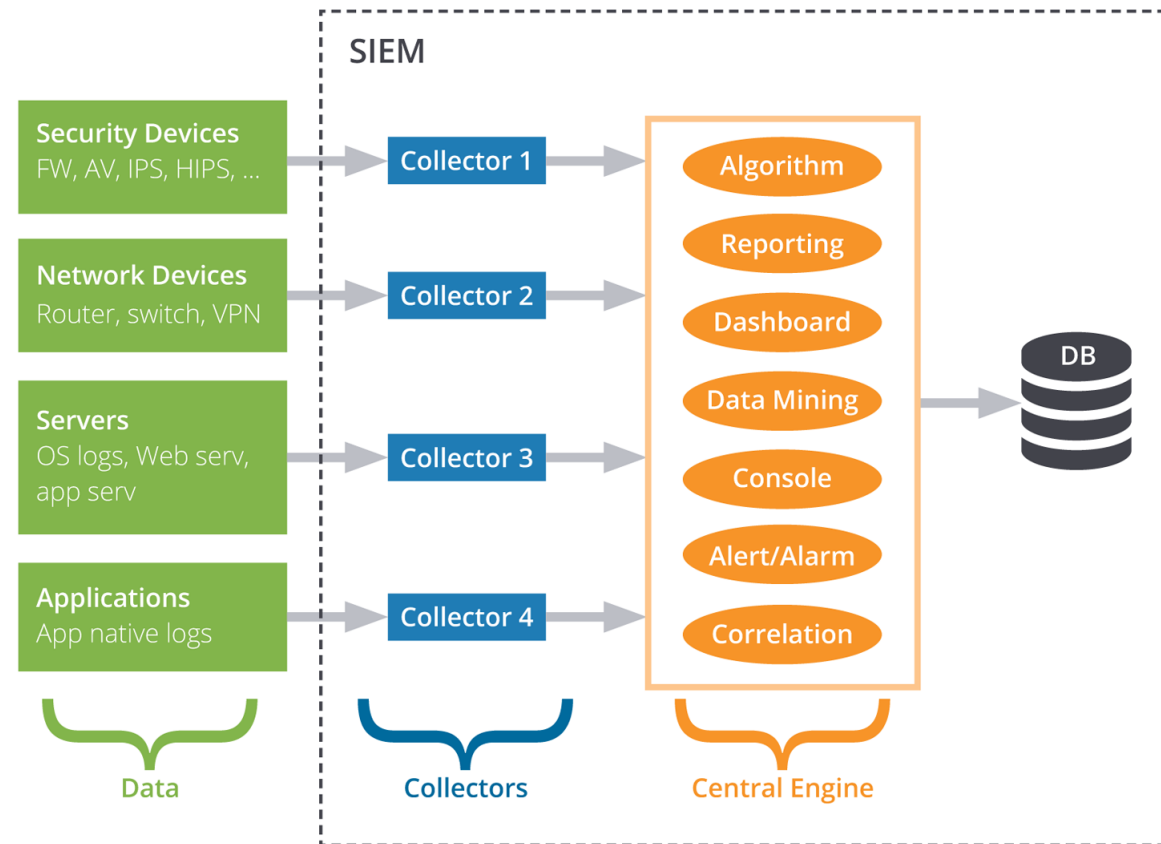 SIEM
Security Devices
FW, AV, IPS, HIPS, ...
Collector 1
Network Devices
Router, switch, VPN
Collector 2
Servers
OS logs, Web serv,
app serv
Collector 3
Applications
App native logs
Collector 4
Algorithm
Reporting
Dashboard
Data Mining
Console
Alert/Alarm
Correlation
DB
Data
Collectors
Central Engine